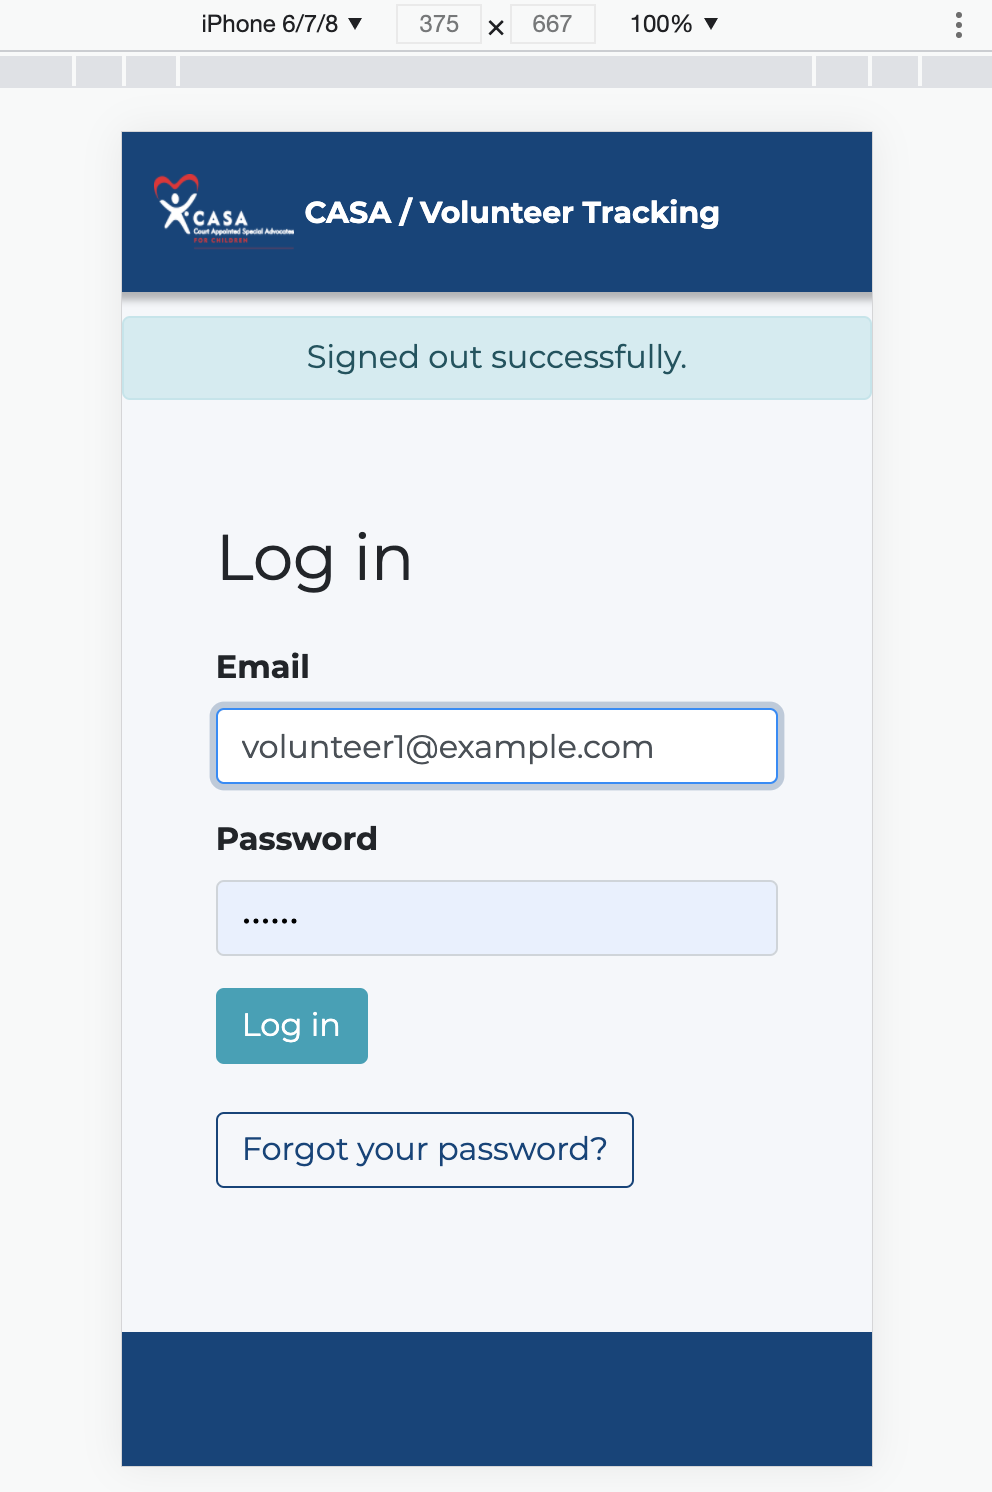 iPhone 6/7/8 ▼ 375 × 667 100% ▼
CASA
Court Appointed Special Advocates
FOR CHILDREN
CASA / Volunteer Tracking
Signed out successfully.
Log in
Email
volunteer1@example.com
Password
••••••
Log in
Forgot your password?